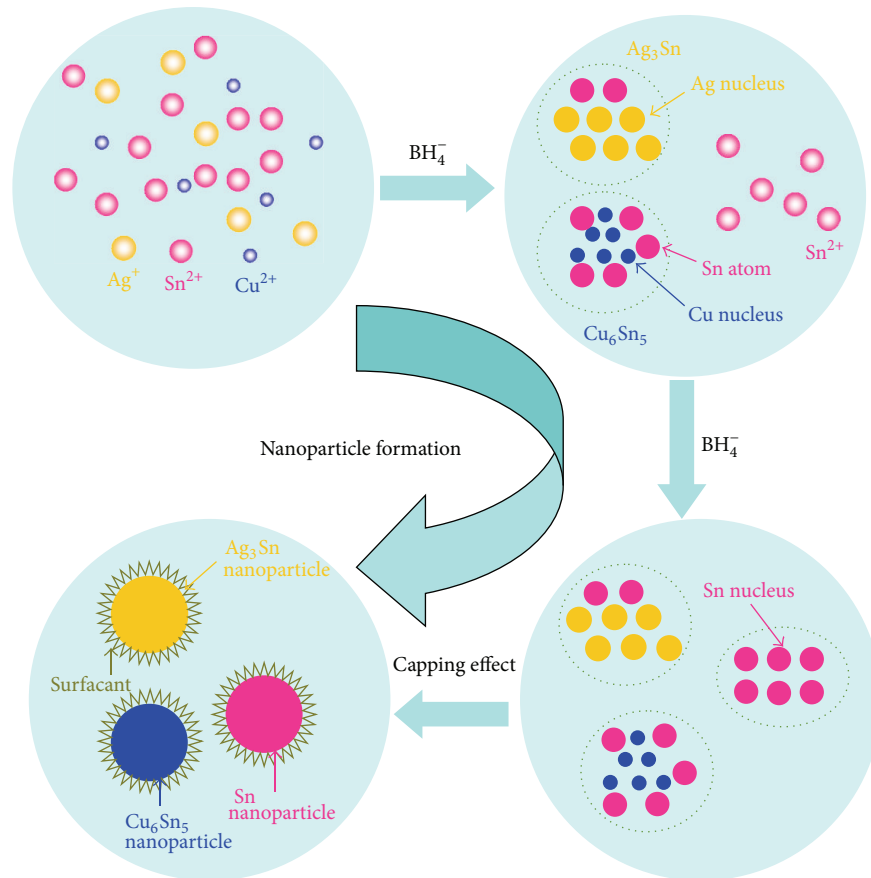 Ag⁺
Sn²⁺
Cu²⁺
BH₄⁻
Ag₃Sn
Ag nucleus
Sn²⁺
Sn atom
Cu nucleus
Cu₆Sn₅
Nanoparticle formation
BH₄⁻
Ag₃Sn
nanoparticle
Surfacant
Sn
nanoparticle
Cu₆Sn₅
nanoparticle
Capping effect
Sn nucleus